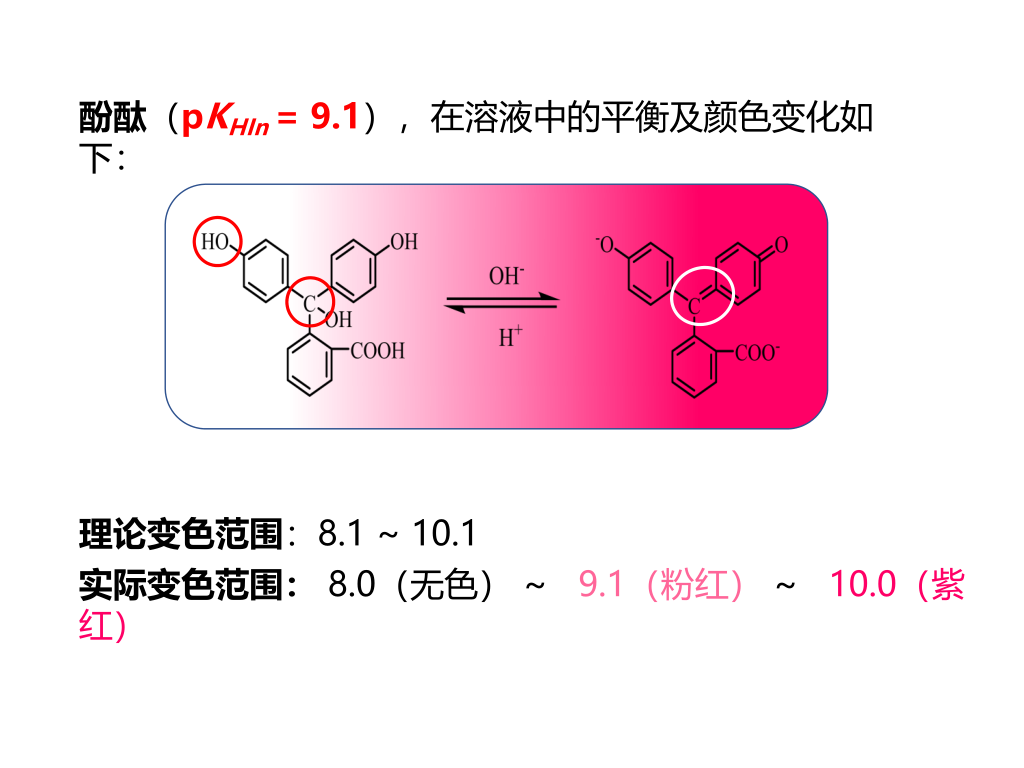 酚酞（pKHIn = 9.1），在溶液中的平衡及颜色变化如
下：
HO
OH
C
OH
COOH
OH-
H+
-O
O
C
COO-
理论变色范围：8.1 ~ 10.1
实际变色范围： 8.0（无色） ~ 9.1（粉红） ~ 10.0（紫
红）